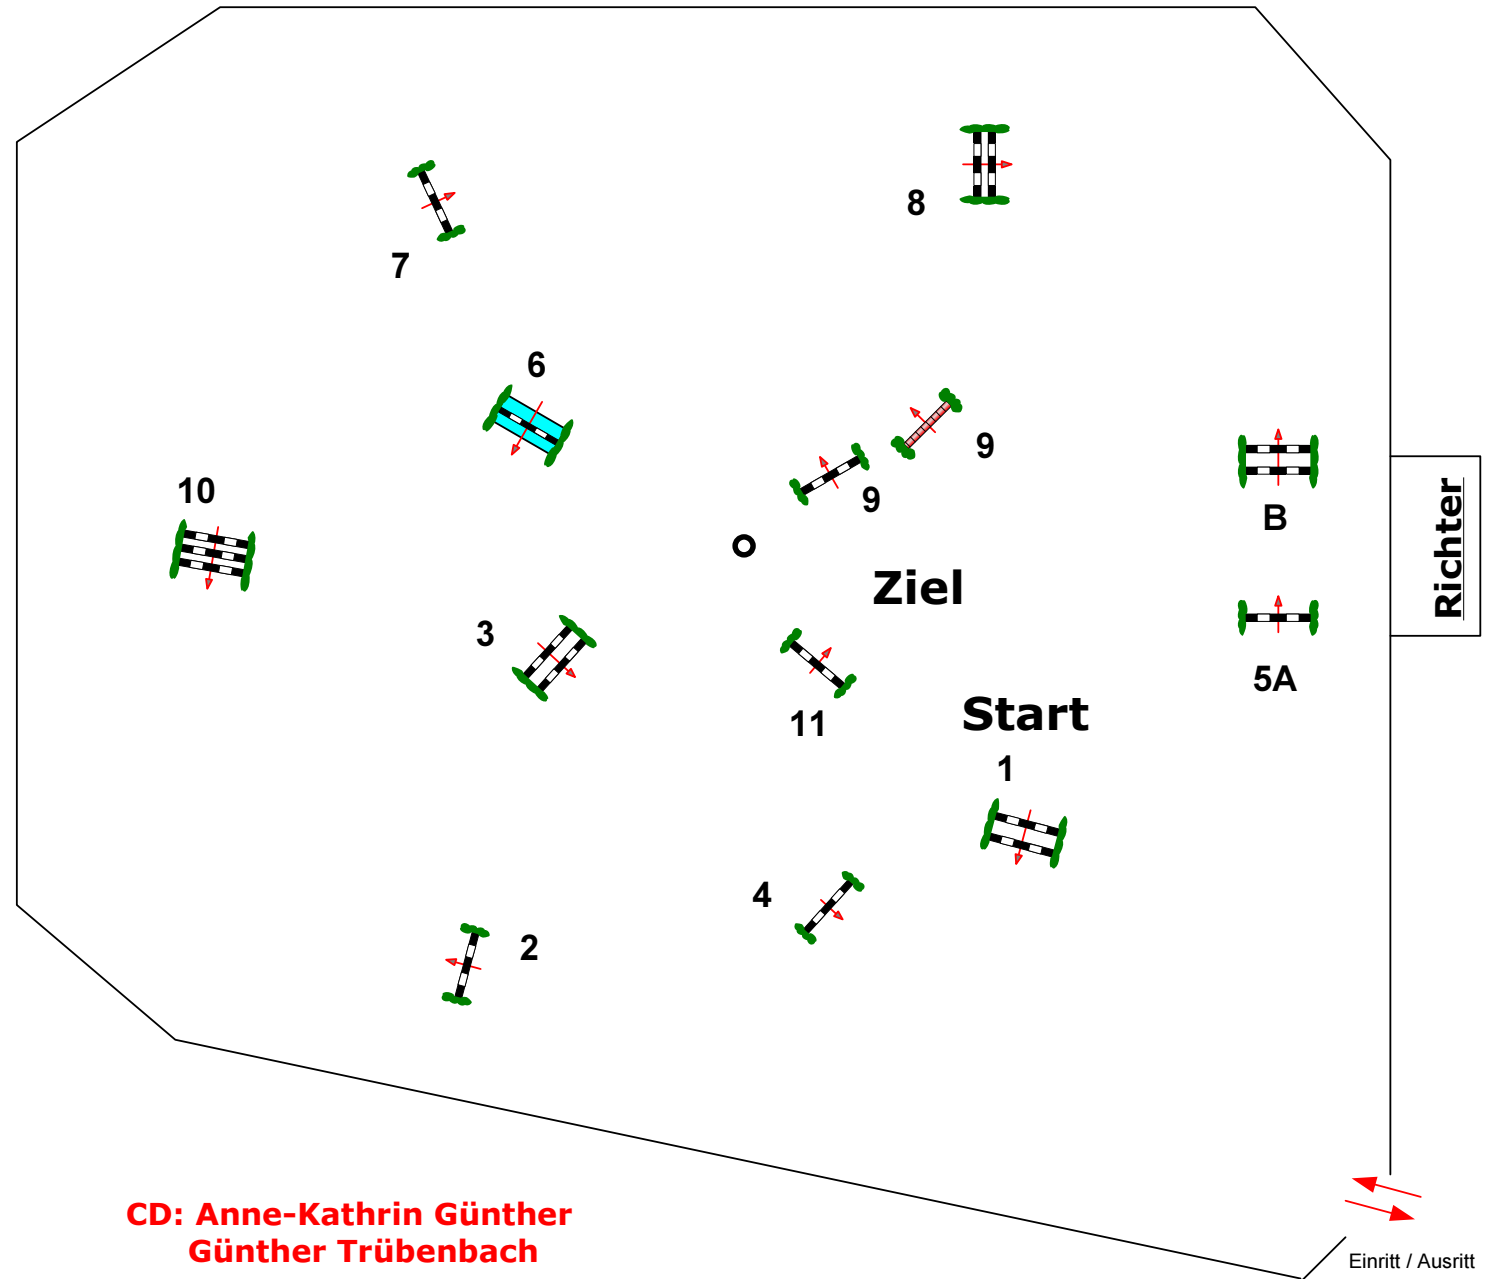 8
7
6
9
10
9
B
Richter
Ziel
3
5A
11
Start
1
4
2
CD: Anne-Kathrin Günther
Günther Trübenbach
Einritt / Ausritt